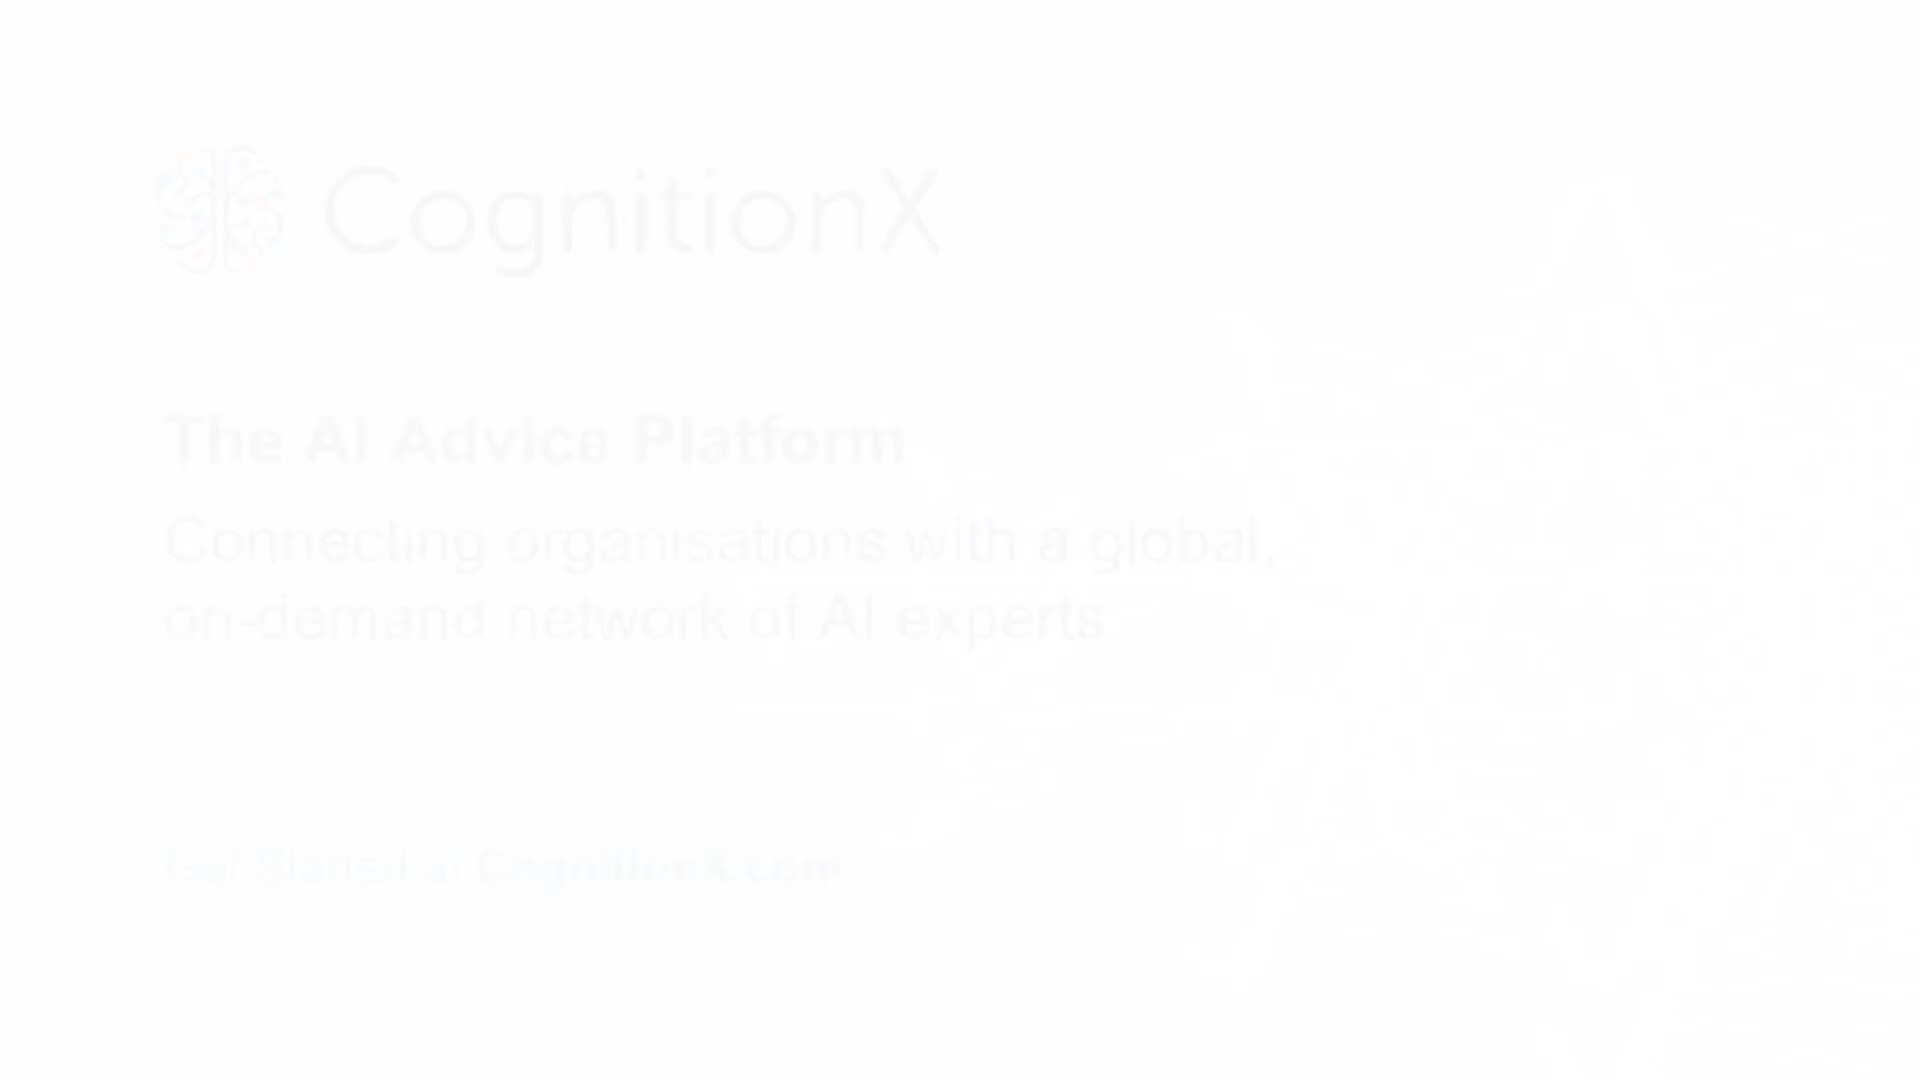 CognitionX
The AI Advice Platform
Connecting organisations with a global,
on-demand network of AI experts
Get Started at CognitionX.com